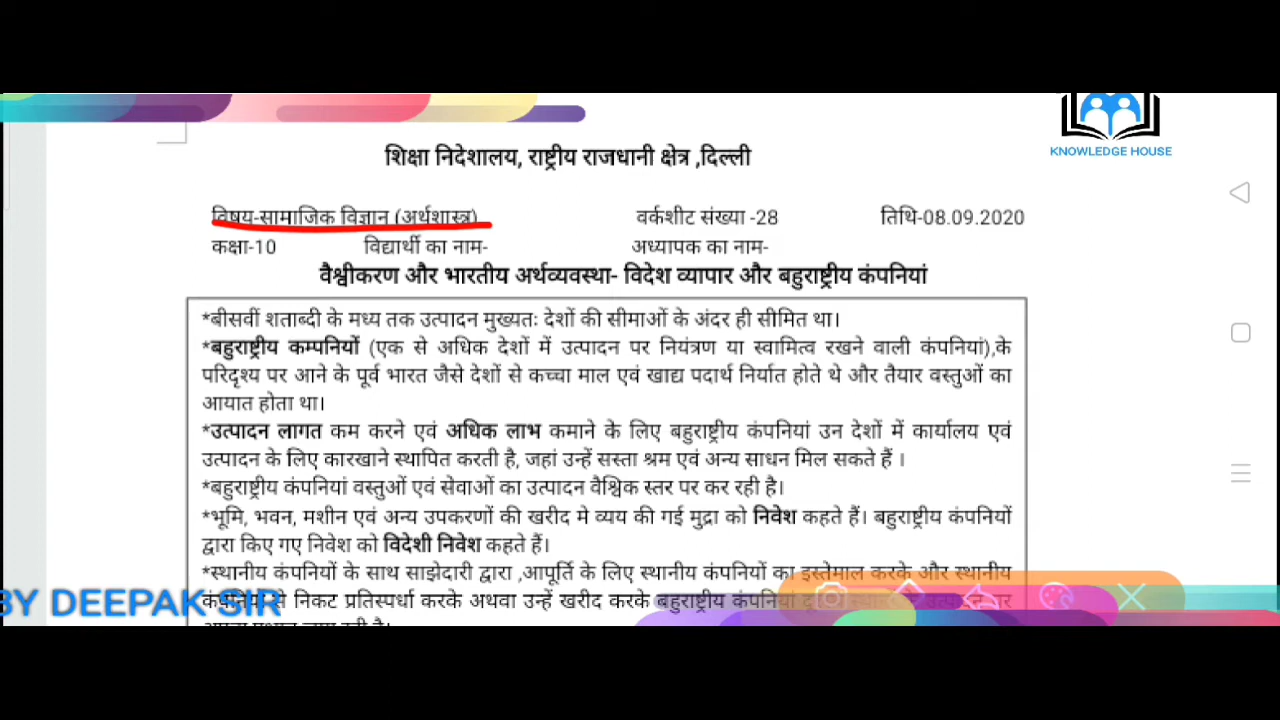 KNOWLEDGE HOUSE
शिक्षा निदेशालय, राष्ट्रीय राजधानी क्षेत्र ,दिल्ली
विषय-सामाजिक विज्ञान (अर्थशास्त्र) वर्कशीट संख्या -28 तिथि-08.09.2020
कक्षा-10 विद्यार्थी का नाम- अध्यापक का नाम-
वैश्वीकरण और भारतीय अर्थव्यवस्था- विदेश व्यापार और बहुराष्ट्रीय कंपनियां
*बीसवीं शताब्दी के मध्य तक उत्पादन मुख्यतः देशों की सीमाओं के अंदर ही सीमित था।
*बहुराष्ट्रीय कम्पनियों (एक से अधिक देशों में उत्पादन पर नियंत्रण या स्वामित्व रखने वाली कंपनियां),के
परिदृश्य पर आने के पूर्व भारत जैसे देशों से कच्चा माल एवं खाद्य पदार्थ निर्यात होते थे और तैयार वस्तुओं का
आयात होता था।
*उत्पादन लागत कम करने एवं अधिक लाभ कमाने के लिए बहुराष्ट्रीय कंपनियां उन देशों में कार्यालय एवं
उत्पादन के लिए कारखाने स्थापित करती है, जहां उन्हें सस्ता श्रम एवं अन्य साधन मिल सकते हैं ।
*बहुराष्ट्रीय कंपनियां वस्तुओं एवं सेवाओं का उत्पादन वैश्विक स्तर पर कर रही है।
*भूमि, भवन, मशीन एवं अन्य उपकरणों की खरीद मे व्यय की गई मुद्रा को निवेश कहते हैं। बहुराष्ट्रीय कंपनियों
द्वारा किए गए निवेश को विदेशी निवेश कहते हैं।
*स्थानीय कंपनियों के साथ साझेदारी द्वारा ,आपूर्ति के लिए स्थानीय कंपनियों का इस्तेमाल करके और स्थानीय
से निकट प्रतिस्पर्धा करके अथवा उन्हें खरीद करके बहुराष्ट्रीय कंपनियां
BY DEEPAK SIR